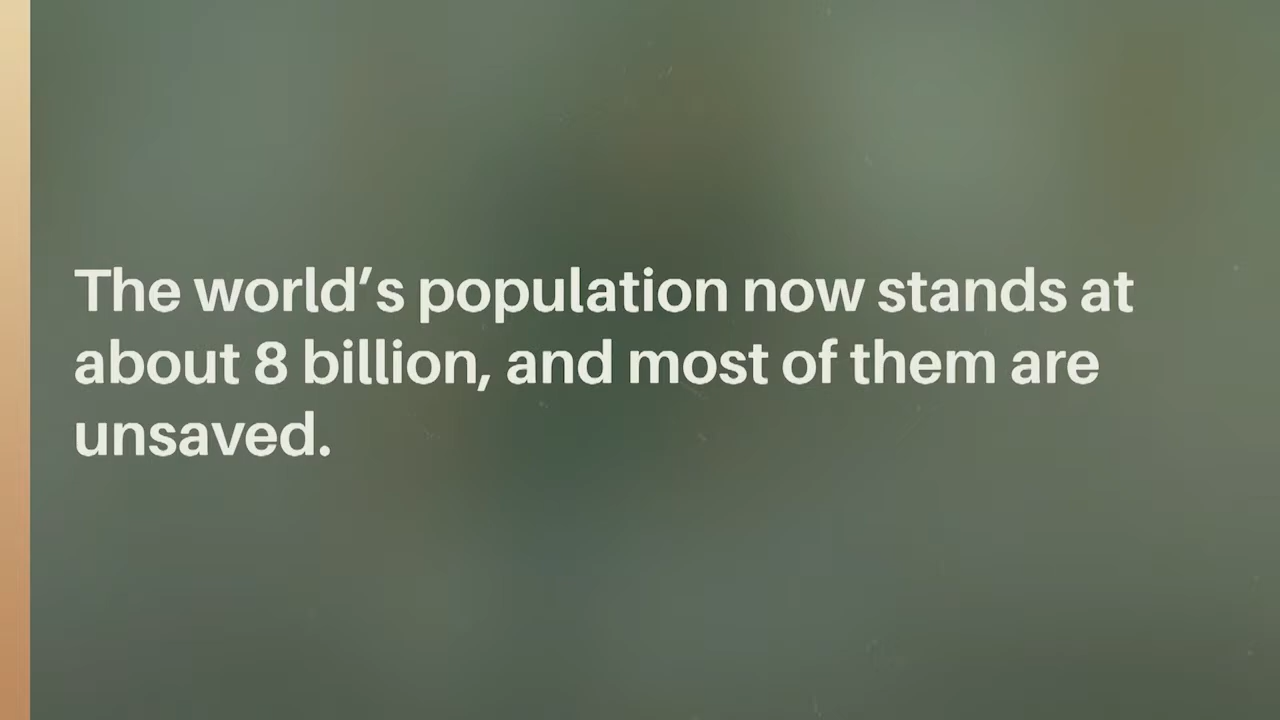 The world’s population now stands at
about 8 billion, and most of them are
unsaved.